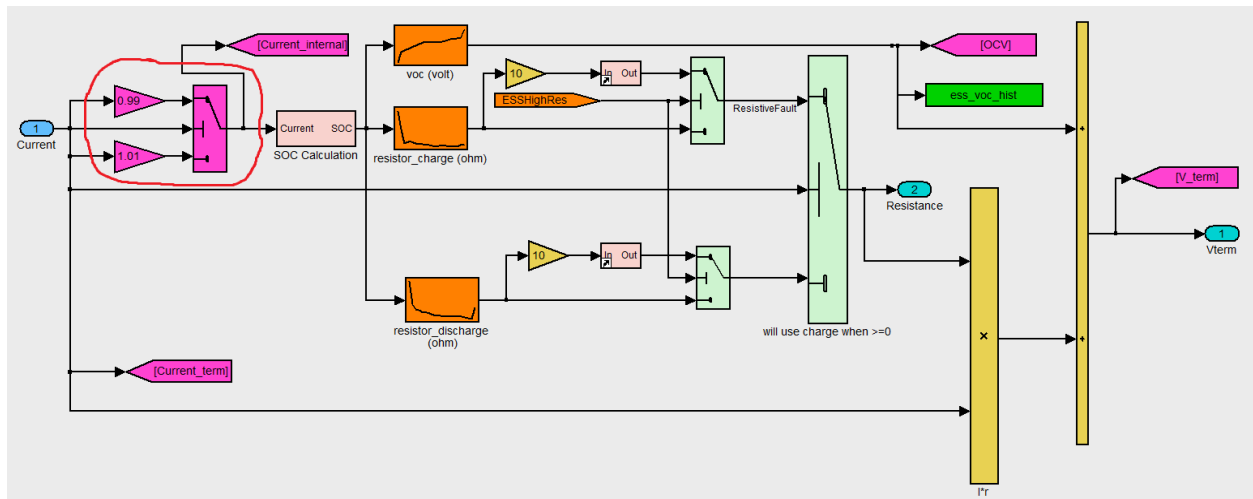 [Current_internal]
voc (volt)
[OCV]
ess_voc_hist
0.99
1
Current
1.01
Current SOC
SOC Calculation
10
In Out
ESSHighRes
resistor_charge (ohm)
ResistiveFault
2
Resistance
[V_term]
1
Vterm
10
In Out
resistor_discharge
(ohm)
will use charge when >=0
[Current_term]
×
I*r
+
+